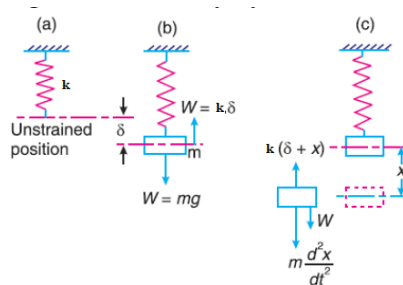 (a)
(b)
(c)
k
Unstrained
position
δ
W = k,δ
m
W = mg
k (δ + x)
x
W
m d²x
dt²